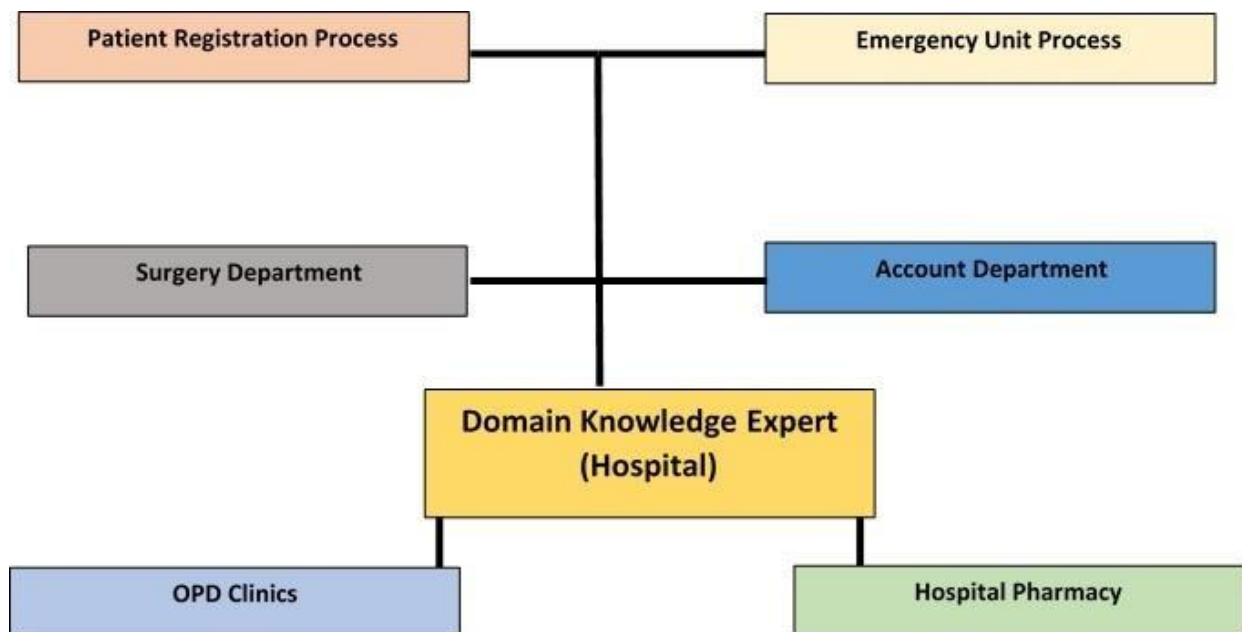 Patient Registration Process
Emergency Unit Process
Surgery Department
Account Department
Domain Knowledge Expert
(Hospital)
OPD Clinics
Hospital Pharmacy